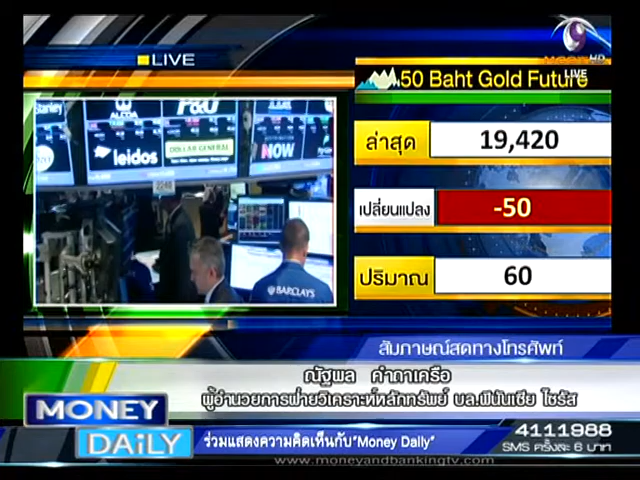 LIVE
HD
LIVE
50 Baht Gold Future
Stanley
ALCOA
P&G
leidos
DOLLAR GENERAL
NOW
2248
BARCLAYS
ล่าสุด 19,420
เปลี่ยนแปลง -50
ปริมาณ 60
สัมภาษณ์สดทางโทรศัพท์
ณัฐพล คำถาเครือ
ผู้อำนวยการฝ่ายวิเคราะห์หลักทรัพย์ บล.ฟินันเซีย ไซรัส
MONEY
DAiLY
ร่วมแสดงความคิดเห็นกับ"Money Daily"
4111988
SMS ครั้งละ 6 บาท
www.moneyandbankingtv.com